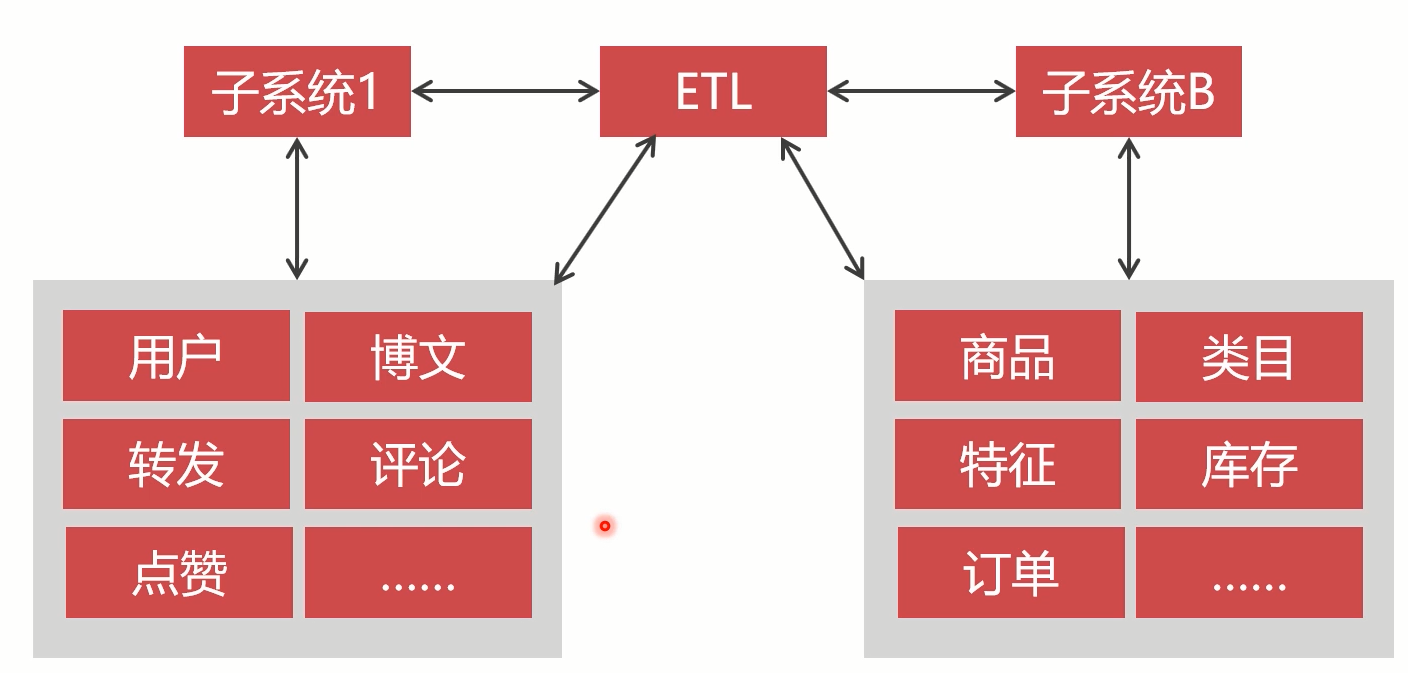 子系统1
ETL
子系统B
用户
博文
转发
评论
点赞
……
商品
类目
特征
库存
订单
……